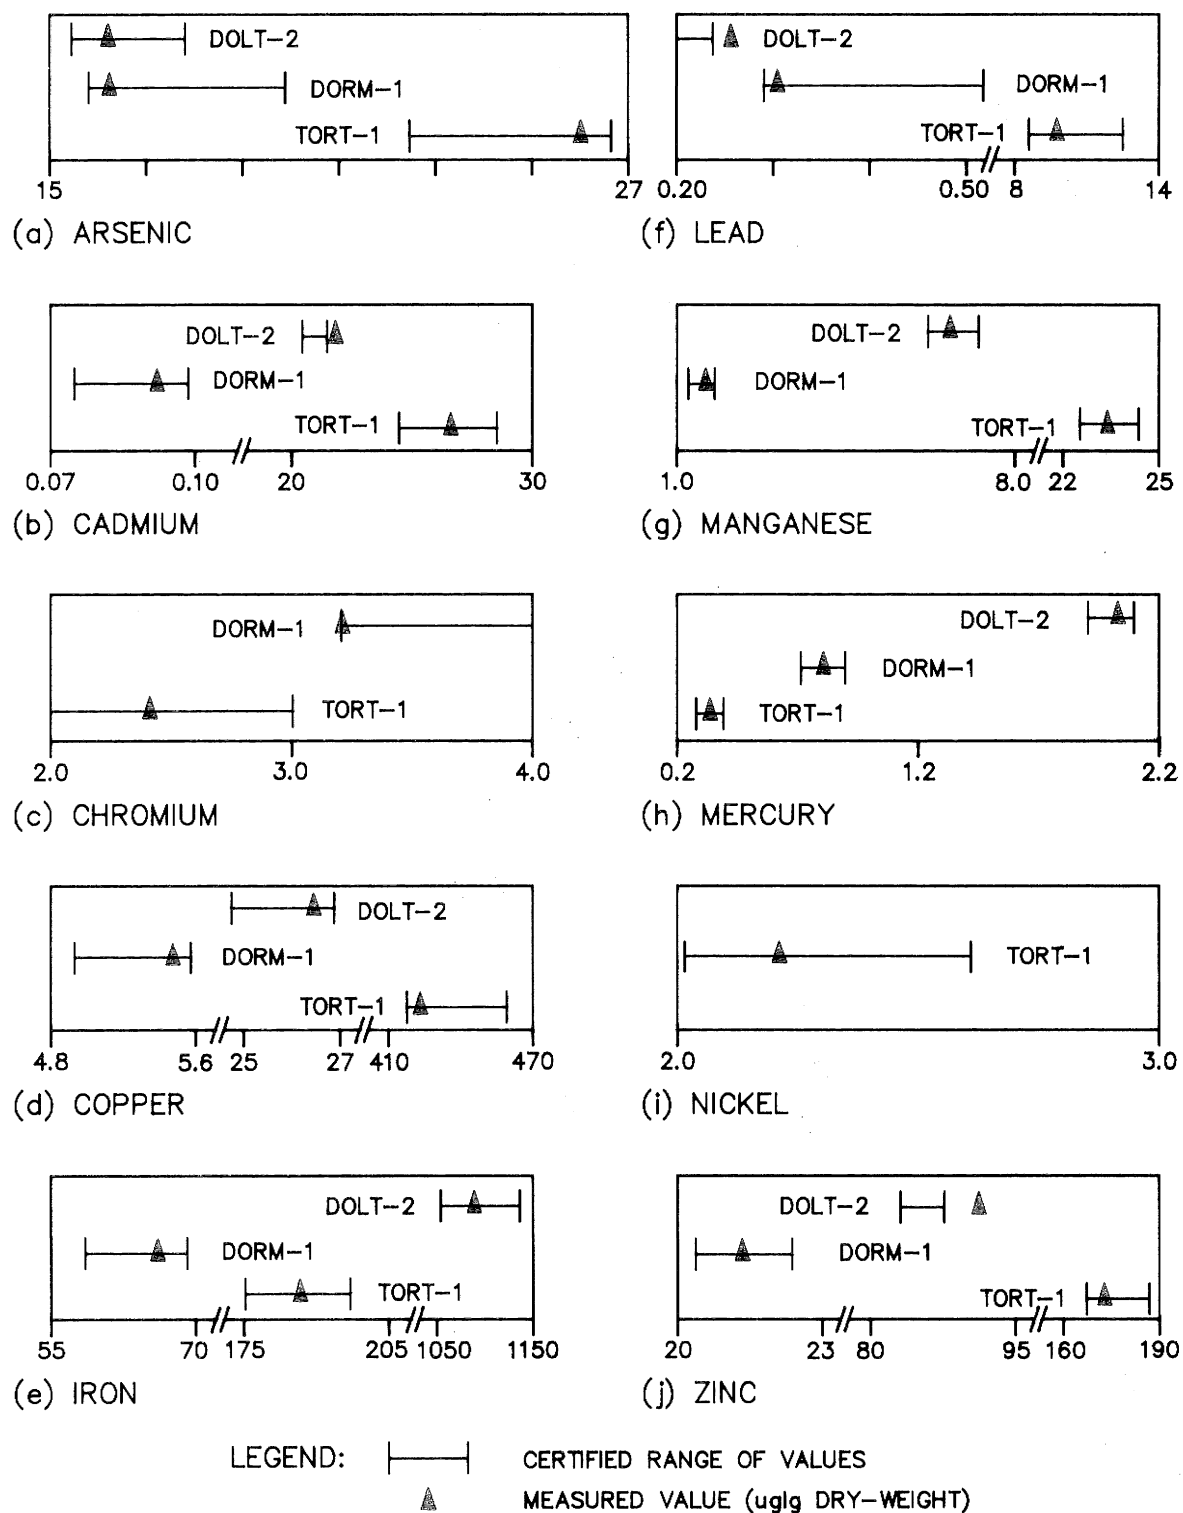 DOLT-2
DORM-1
TORT-1
15 27
(a) ARSENIC
DOLT-2
DORM-1
TORT-1
0.20 0.50 8 14
(f) LEAD
DOLT-2
DORM-1
TORT-1
0.07 0.10 20 30
(b) CADMIUM
DOLT-2
DORM-1
TORT-1
1.0 8.0 22 25
(g) MANGANESE
DORM-1
TORT-1
2.0 3.0 4.0
(c) CHROMIUM
DOLT-2
DORM-1
TORT-1
0.2 1.2 2.2
(h) MERCURY
DOLT-2
DORM-1
TORT-1
4.8 5.6 25 27 410 470
(d) COPPER
TORT-1
2.0 3.0
(i) NICKEL
DOLT-2
DORM-1
TORT-1
55 70 175 205 1050 1150
(e) IRON
DOLT-2
DORM-1
TORT-1
20 23 80 95 160 190
(j) ZINC
LEGEND: CERTIFIED RANGE OF VALUES
MEASURED VALUE (ug|g DRY-WEIGHT)